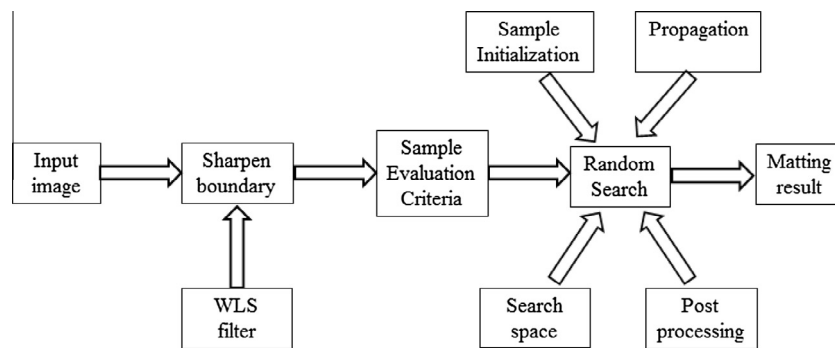 Sample
Initialization
Propagation
Input
image
Sharpen
boundary
Sample
Evaluation
Criteria
Random
Search
Matting
result
WLS
filter
Search
space
Post
processing